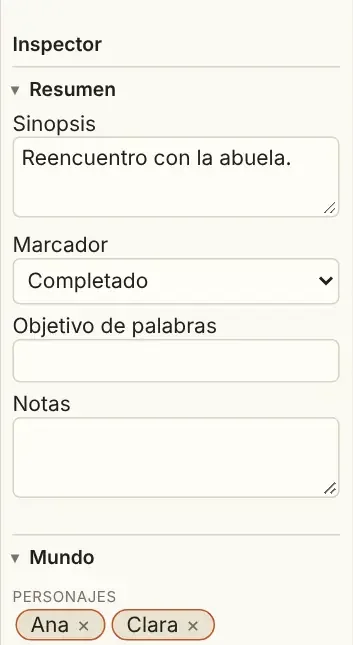 Inspector
Resumen
Sinopsis
Reencuentro con la abuela.
Marcador
Completado
Objetivo de palabras
Notas
Mundo
PERSONAJES
Ana × Clara ×